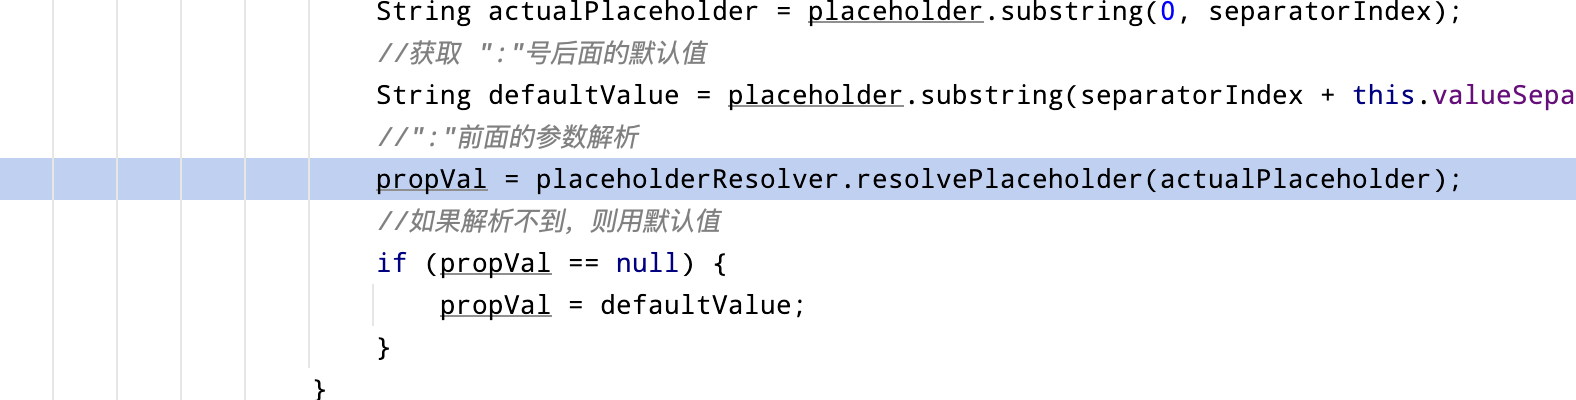 String actualPlaceholder = placeholder.substring(0, separatorIndex);
//获取 ":"号后面的默认值
String defaultValue = placeholder.substring(separatorIndex + this.valueSepa
//":"前面的参数解析
propVal = placeholderResolver.resolvePlaceholder(actualPlaceholder);
//如果解析不到，则用默认值
if (propVal == null) {
propVal = defaultValue;
}
}